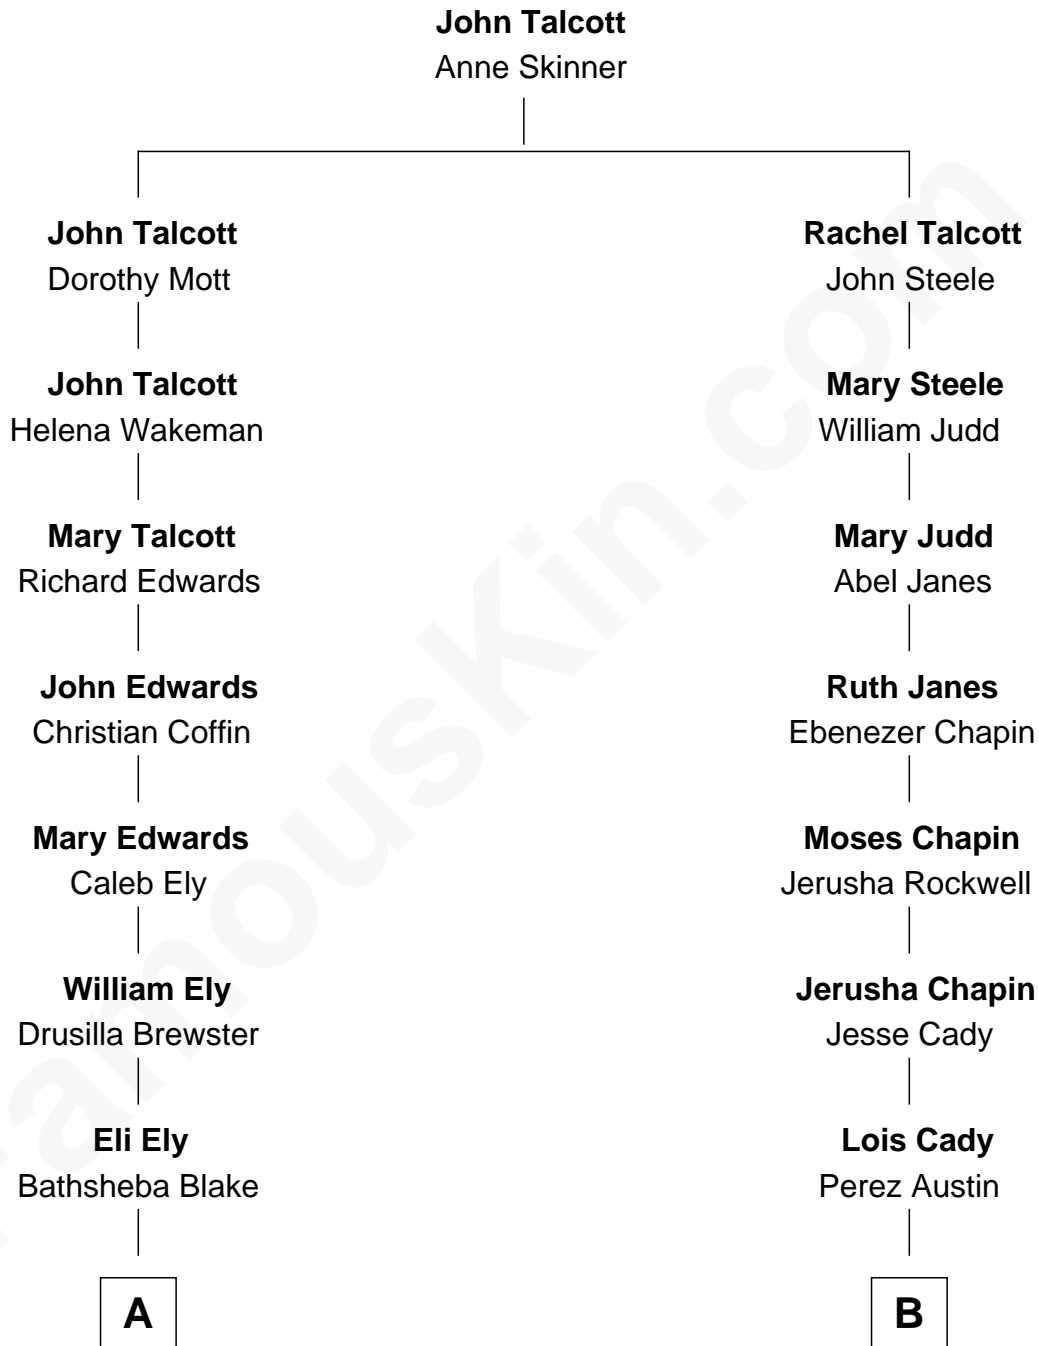 John Talcott
Anne Skinner
John Talcott
Dorothy Mott
John Talcott
Helena Wakeman
Mary Talcott
Richard Edwards
John Edwards
Christian Coffin
Mary Edwards
Caleb Ely
William Ely
Drusilla Brewster
Eli Ely
Bathsheba Blake
A
Rachel Talcott
John Steele
Mary Steele
William Judd
Mary Judd
Abel Janes
Ruth Janes
Ebenezer Chapin
Moses Chapin
Jerusha Rockwell
Jerusha Chapin
Jesse Cady
Lois Cady
Perez Austin
B
FamousKin.com